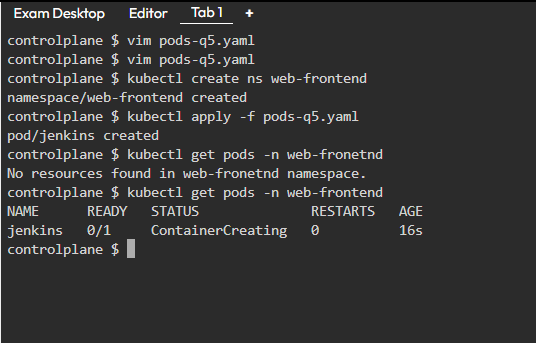 Exam Desktop Editor Tab 1 +
controlplane $ vim pods-q5.yaml
controlplane $ vim pods-q5.yaml
controlplane $ kubectl create ns web-frontend
namespace/web-frontend created
controlplane $ kubectl apply -f pods-q5.yaml
pod/jenkins created
controlplane $ kubectl get pods -n web-fronetnd
No resources found in web-fronetnd namespace.
controlplane $ kubectl get pods -n web-frontend
NAME      READY   STATUS              RESTARTS   AGE
jenkins   0/1     ContainerCreating   0          16s
controlplane $